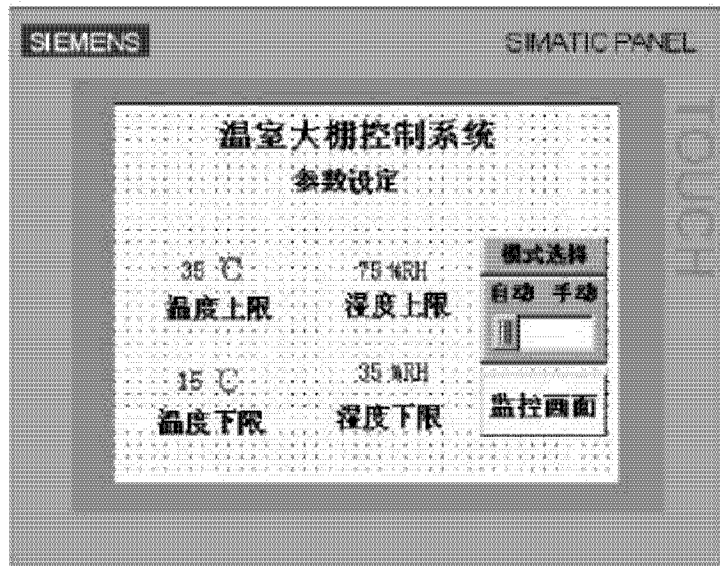 SIEMENS
SIMATIC PANEL
TOUCH
温室大棚控制系统
参数设定
35 ℃
75 %RH
模式选择
温度上限
湿度上限
自动 手动
15 ℃
35 %RH
温度下限
湿度下限
监控画面